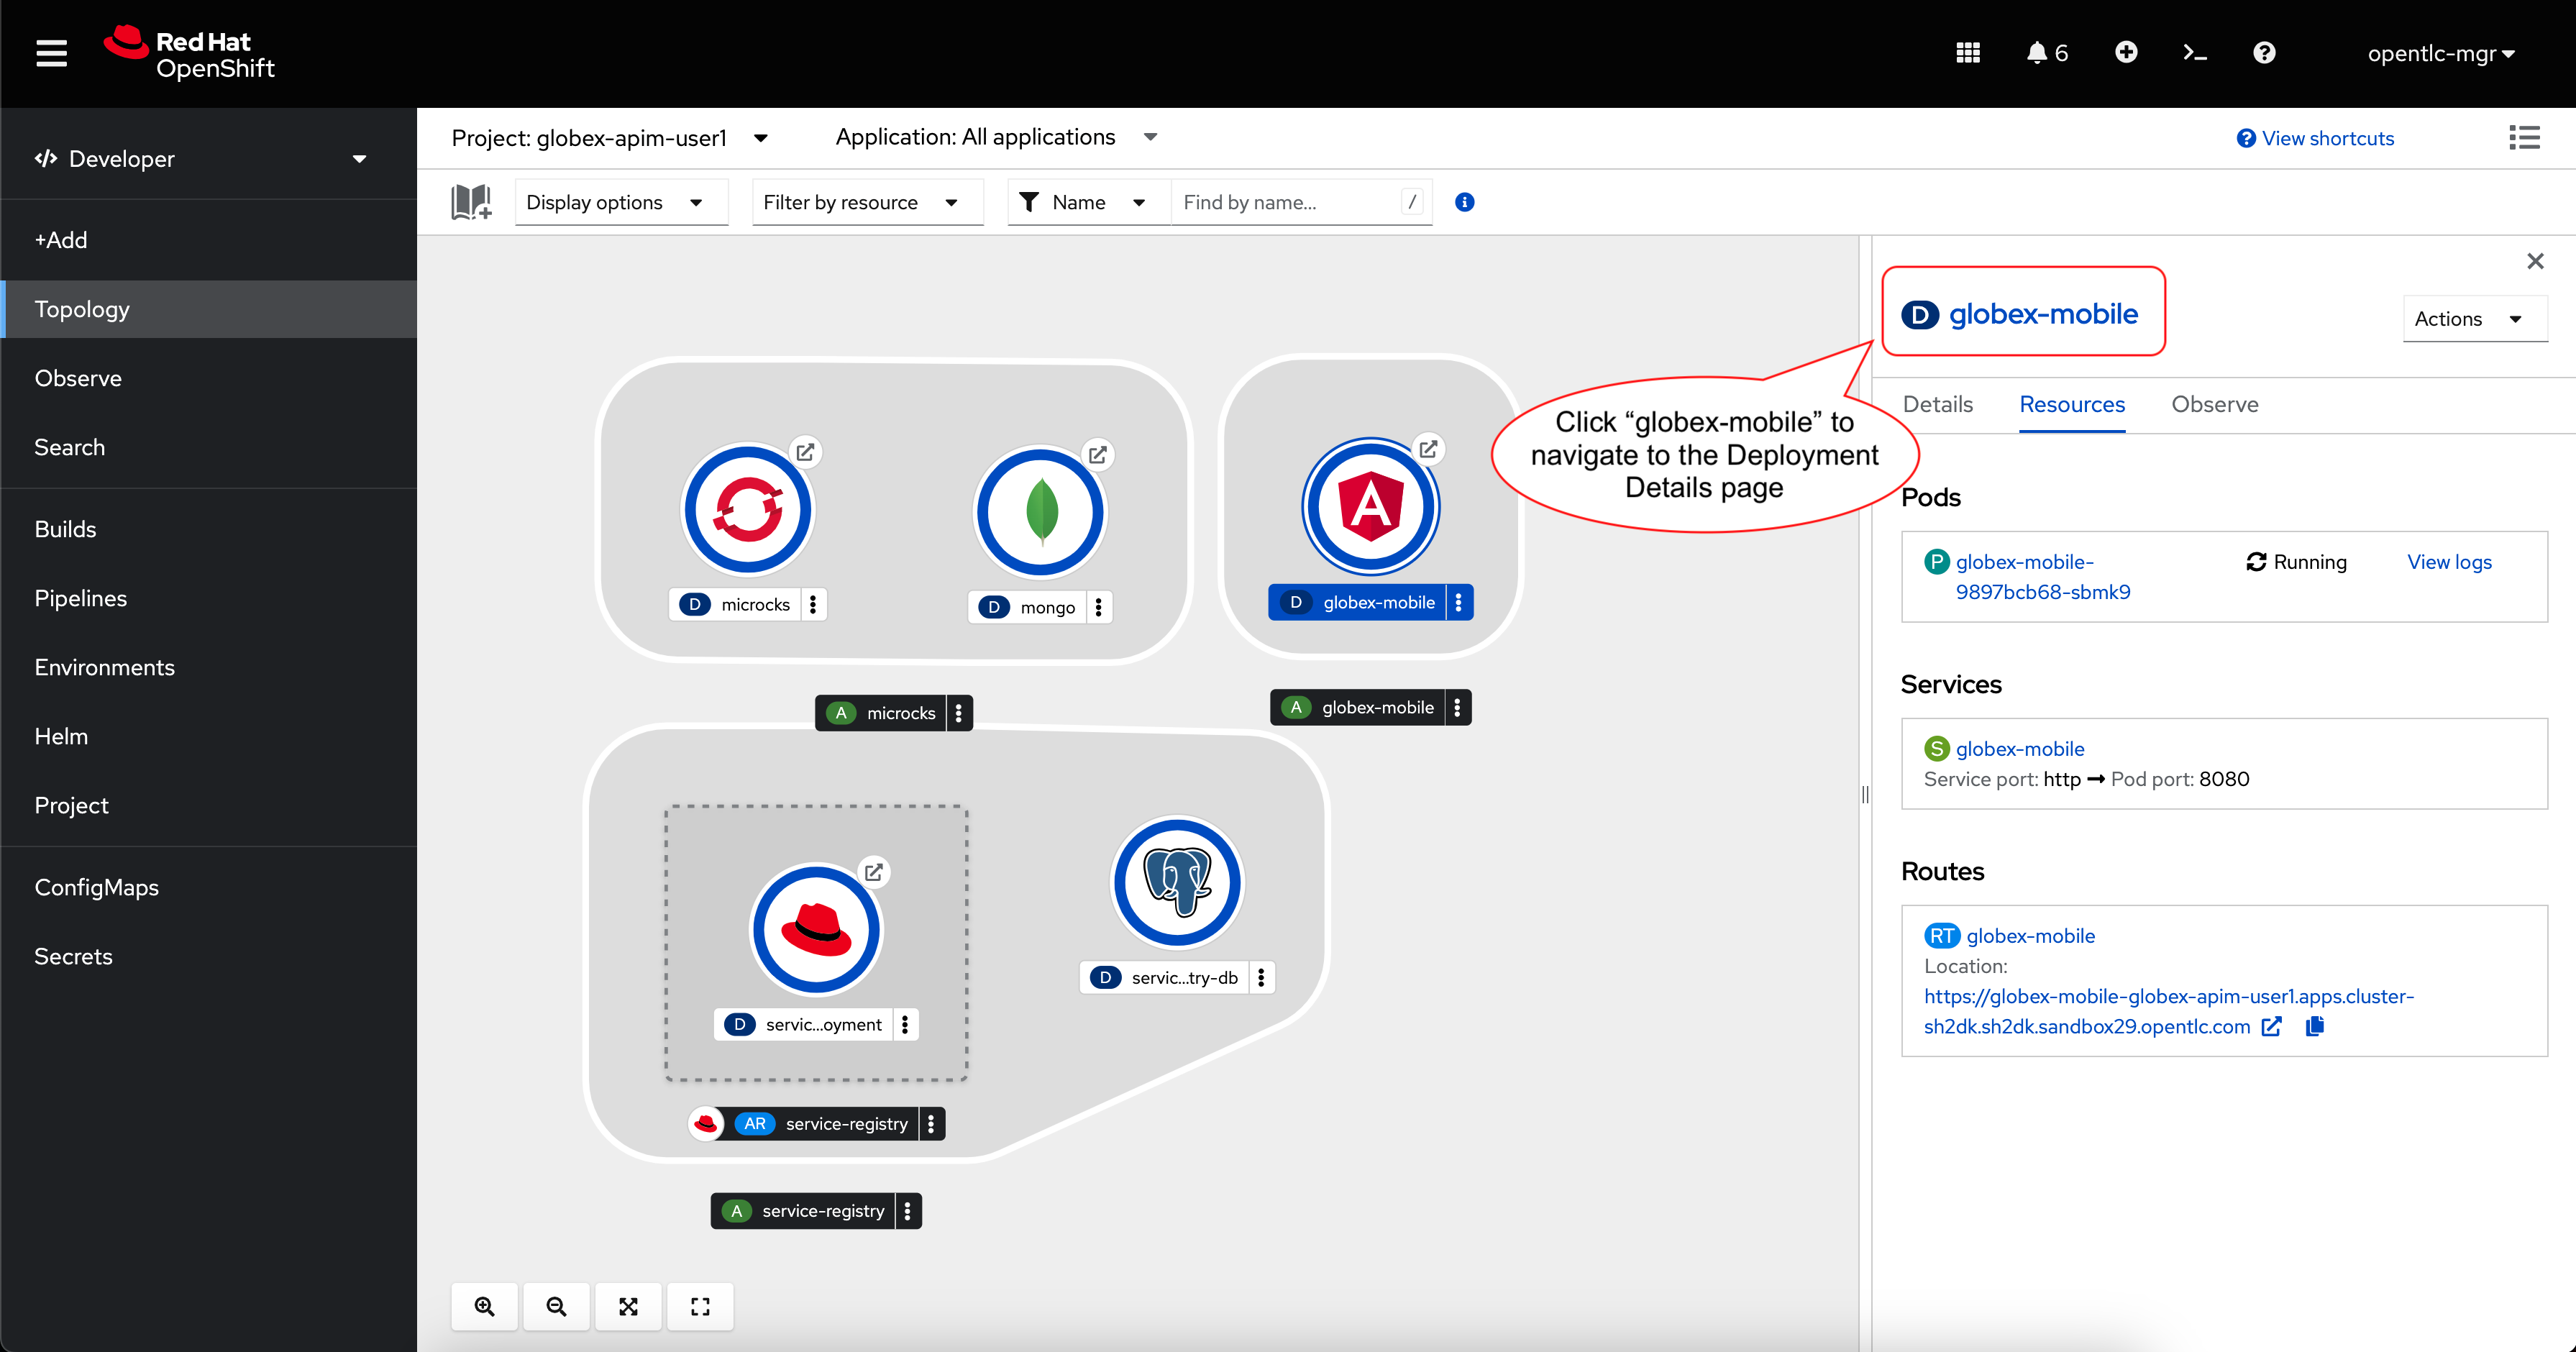 Red Hat
OpenShift
6
opentlc-mgr
Developer
+Add
Topology
Observe
Search
Builds
Pipelines
Environments
Helm
Project
ConfigMaps
Secrets
Project: globex-apim-user1
Application: All applications
View shortcuts
Display options
Filter by resource
Name
Find by name...
/
D microcks
D mongo
D globex-mobile
A microcks
A globex-mobile
D servic...oyment
D servic...try-db
AR service-registry
A service-registry
Click “globex-mobile” to
navigate to the Deployment
Details page
D globex-mobile
Actions
Details
Resources
Observe
Pods
P globex-mobile-
9897bcb68-sbmk9
Running
View logs
Services
S globex-mobile
Service port: http → Pod port: 8080
Routes
RT globex-mobile
Location:
https://globex-mobile-globex-apim-user1.apps.cluster-
sh2dk.sh2dk.sandbox29.opentlc.com